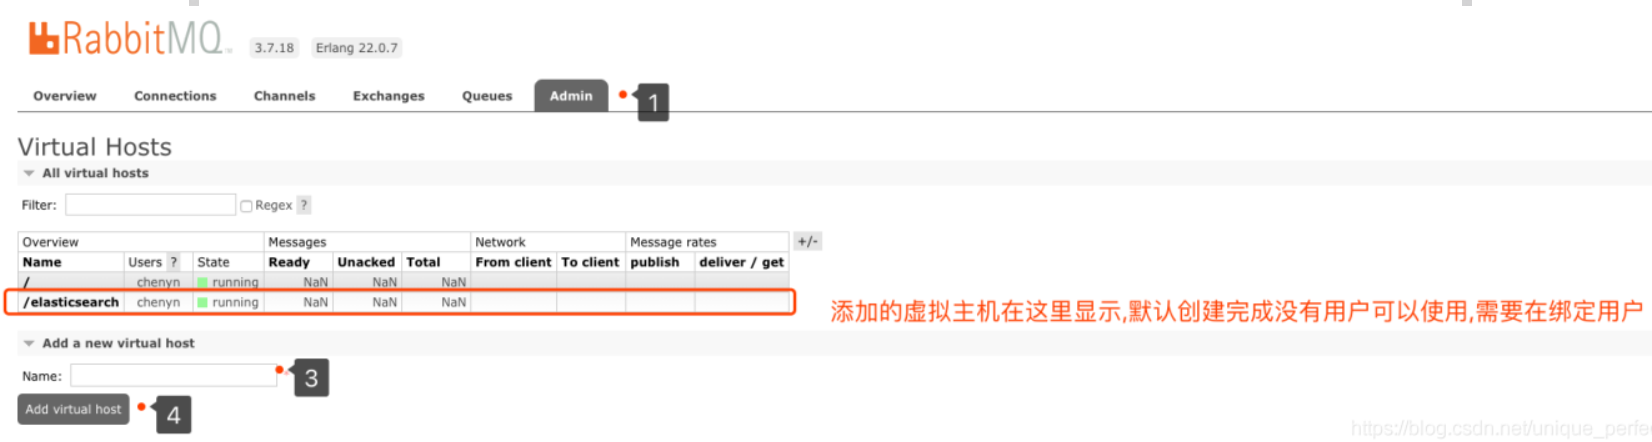 RabbitMQ 3.7.18 Erlang 22.0.7
Overview Connections Channels Exchanges Queues Admin 1
Virtual Hosts
All virtual hosts
Filter: Regex ?
Overview Messages Network Message rates +/-
Name Users ? State Ready Unacked Total From client To client publish deliver / get
/ chenyn running NaN NaN NaN
/elasticsearch chenyn running NaN NaN NaN
添加的虚拟主机在这里显示,默认创建完成没有用户可以使用,需要在绑定用户
Add a new virtual host
Name: 3
Add virtual host 4
https://blog.csdn.net/unique_perfe